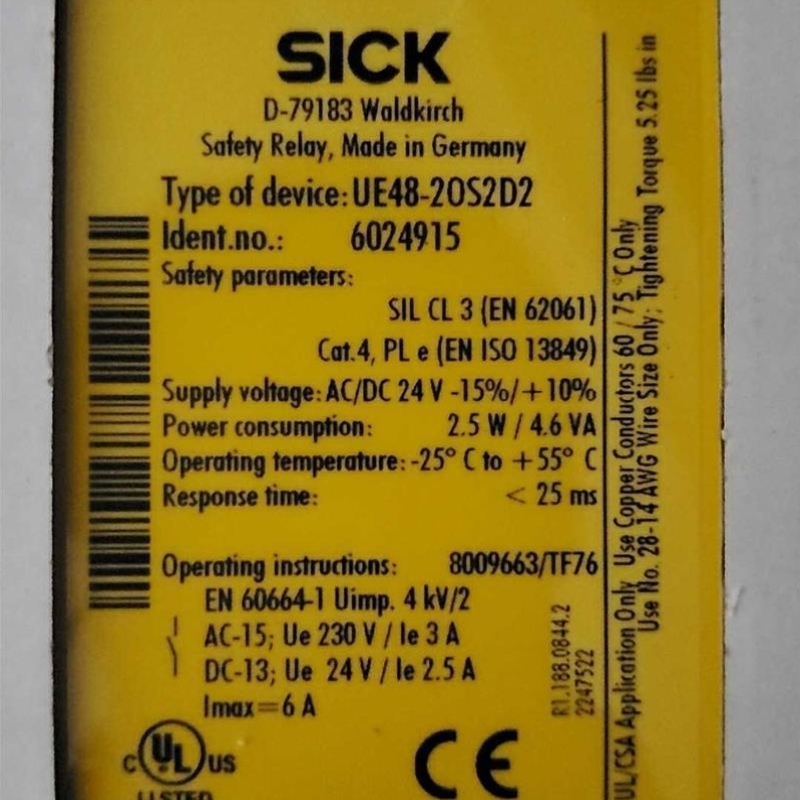 SICK
D-79183 Waldkirch
Safety Relay, Made in Germany
Type of device: UE48-2OS2D2
Ident.no.: 6024915
Safety parameters:
SIL CL 3 (EN 62061)
Cat.4, PL e (EN ISO 13849)
Supply voltage: AC/DC 24 V -15%/+10%
Power consumption: 2.5 W / 4.6 VA
Operating temperature: -25° C to +55° C
Response time: < 25 ms
Operating instructions: 8009663/TF76
EN 60664-1 Uimp. 4 kV/2
AC-15; Ue 230 V / Ie 3 A
DC-13; Ue 24 V / Ie 2.5 A
Imax=6 A
R1.188.0844.2
2247522
c UL us
LISTED
CE
UL/CSA Application Only Use Copper Conductors 60 / 75 °C Only
Use No. 28-14 AWG Wire Size Only; Tightening Torque 5.25 lbs in